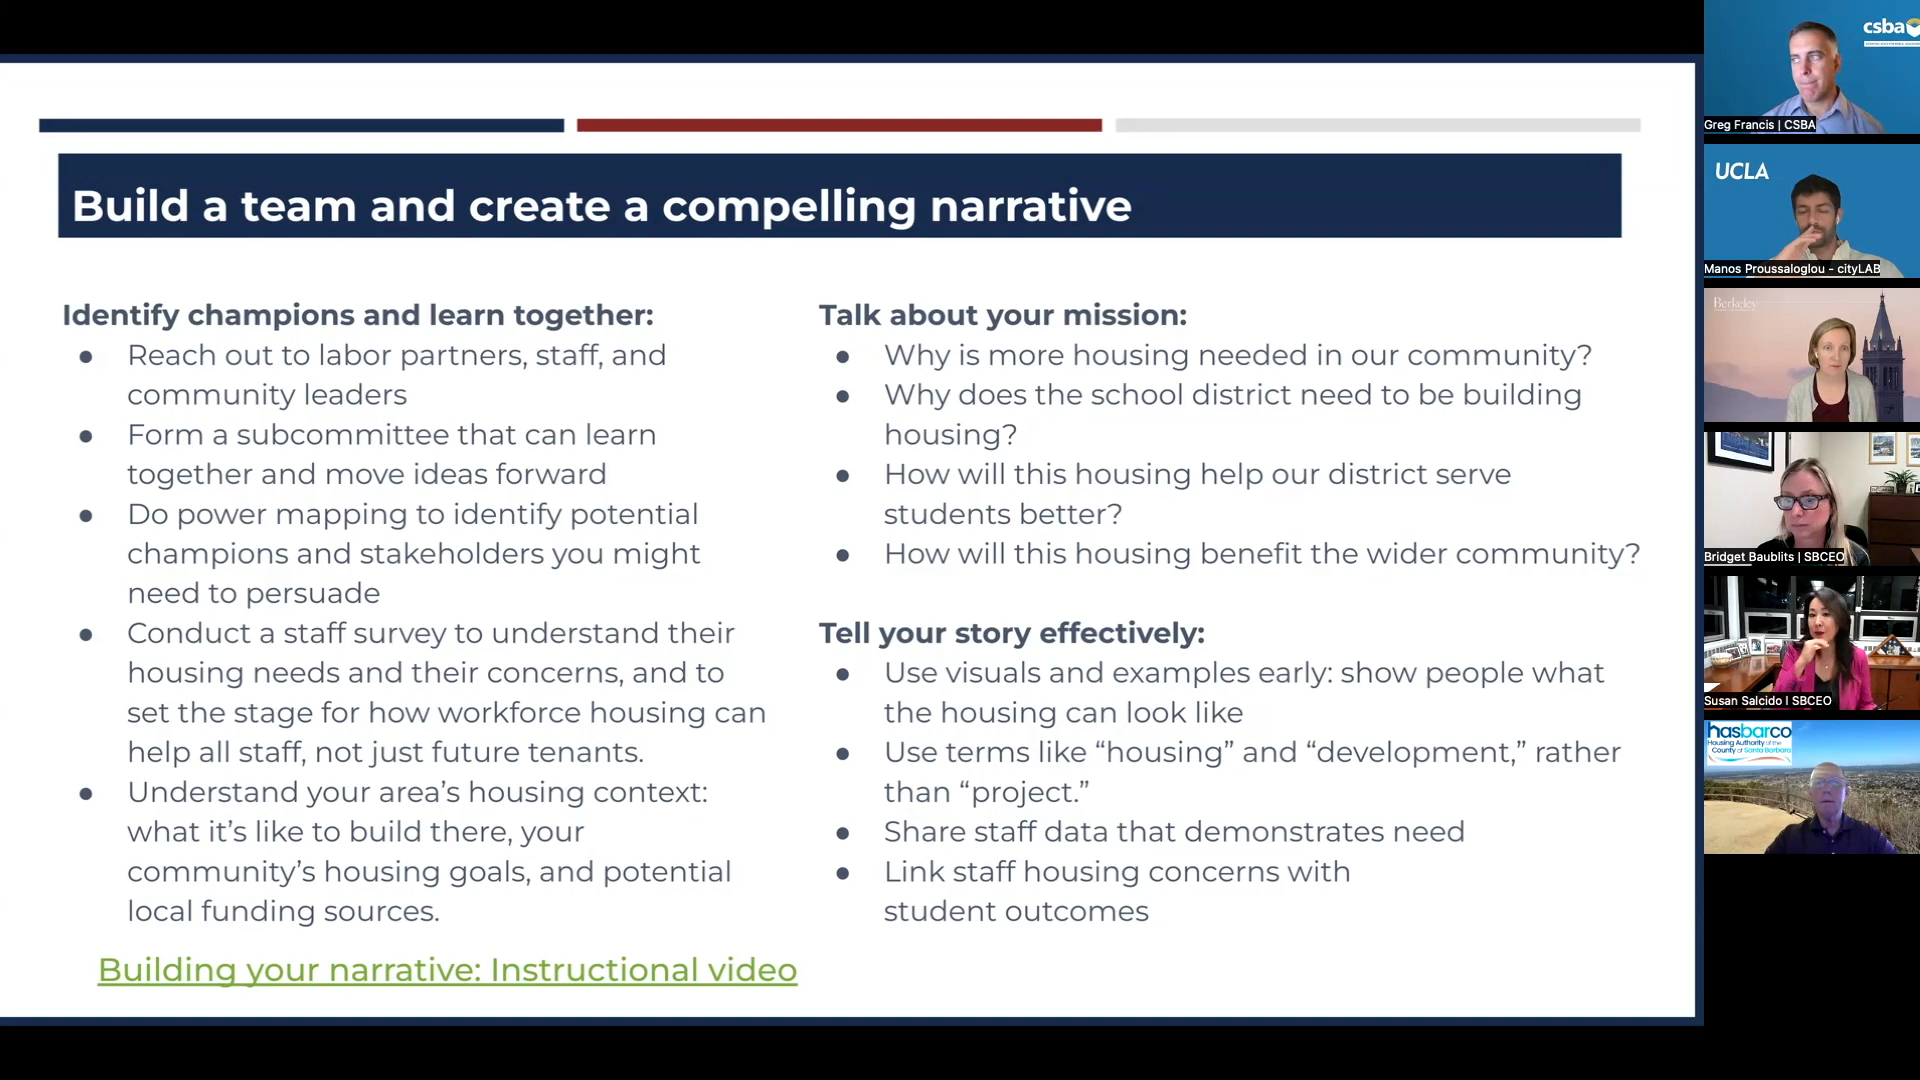 Build a team and create a compelling narrative
Identify champions and learn together:
● Reach out to labor partners, staff, and
community leaders
● Form a subcommittee that can learn
together and move ideas forward
● Do power mapping to identify potential
champions and stakeholders you might
need to persuade
● Conduct a staff survey to understand their
housing needs and their concerns, and to
set the stage for how workforce housing can
help all staff, not just future tenants.
● Understand your area’s housing context:
what it’s like to build there, your
community’s housing goals, and potential
local funding sources.
Building your narrative: Instructional video
Talk about your mission:
● Why is more housing needed in our community?
● Why does the school district need to be building
housing?
● How will this housing help our district serve
students better?
● How will this housing benefit the wider community?
Tell your story effectively:
● Use visuals and examples early: show people what
the housing can look like
● Use terms like “housing” and “development,” rather
than “project.”
● Share staff data that demonstrates need
● Link staff housing concerns with
student outcomes
csba
Greg Francis | CSBA
UCLA
Manos Proussaloglou - cityLAB
Berkeley
Bridget Baublits | SBCEO
Susan Salcido I SBCEO
hasbarco
Housing Authority of the
County of Santa Barbara